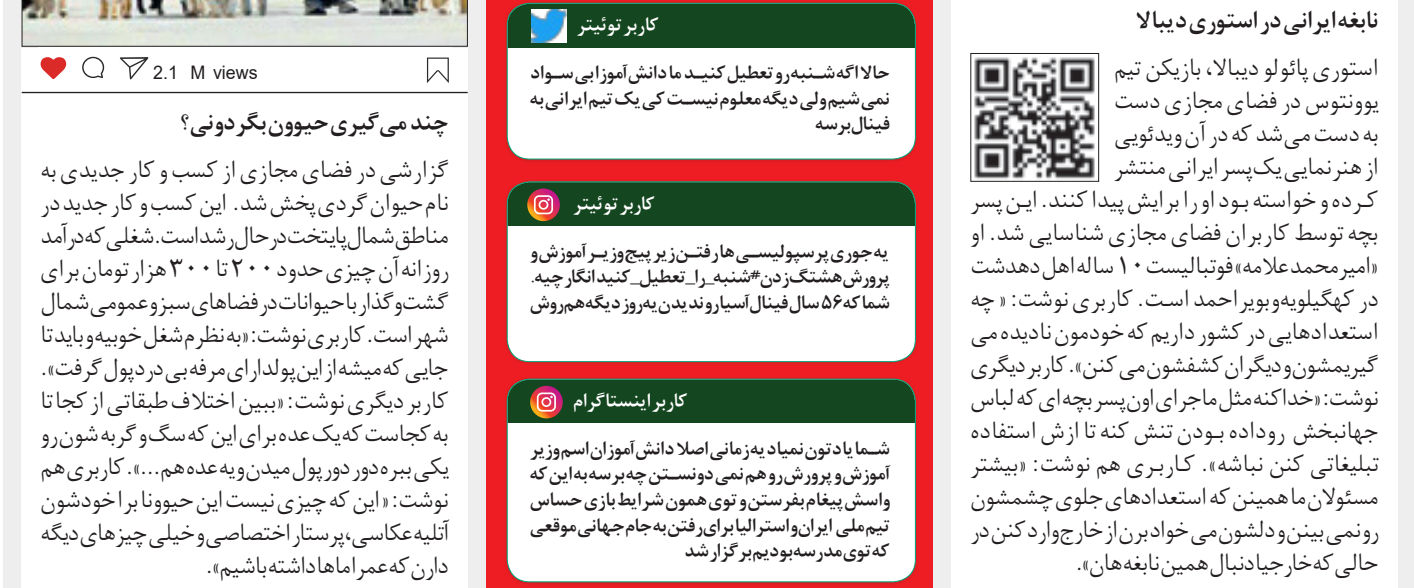 نابغه ایرانی در استوری دیبالا
استوری پائولو دیبالا، بازیکن تیم
یوونتوس در فضای مجازی دست
به دست می‌شد که در آن ویدئویی
از هنرنمایی یک پسر ایرانی منتشر
کرده و خواسته بود او را برایش پیدا کنند. این پسر
بچه توسط کاربران فضای مجازی شناسایی شد. او
«امیرمحمد علامه» فوتبالیست ۱۰ ساله اهل دهدشت
در کهگیلویه‌وبویراحمد است. کاربری نوشت: « چه
استعدادهایی در کشور داریم که خودمون نادیده می
گیریمشون و دیگران کشفشون می کنن». کاربر دیگری
نوشت: «خدا کنه مثل ماجرای اون پسر بچه ای که لباس
جهانبخش رو داده بودن تنش کنه تا ازش استفاده
تبلیغاتی کنن نباشه». کاربری هم نوشت: «بیشتر
مسئولان ما همینن که استعدادهای جلوی چشمشون
رو نمی بینن و دلشون می خواد برن از خارج وارد کنن در
حالی که خارجیا دنبال همین نابغه هان».
کاربر توئیتر
حالا اگه شنبه رو تعطیل کنید ما دانش آموزا بی سواد
نمی شیم ولی دیگه معلوم نیست کی یک تیم ایرانی به
فینال برسه
کاربر توئیتر
یه جوری پرسپولیسی ها رفتن زیر پیج وزیر آموزش و
پرورش هشتگ زدن #شنبه_را_تعطیل_کنید انگار چیه.
شما که ۵۶ سال فینال آسیا رو ندیدن یه روز دیگه هم روش
کاربر اینستاگرام
شما یادتون نمیاد یه زمانی اصلا دانش آموزان اسم وزیر
آموزش و پرورش رو هم نمی دونستن چه برسه به این که
واسش پیغام بفرستن و توی همون شرایط بازی حساس
تیم ملی ایران و استرالیا برای رفتن به جام جهانی موقعی
که توی مدرسه بودیم برگزار شد
2.1 M views
چند می گیری حیوون بگردونی؟
گزارشی در فضای مجازی از کسب و کار جدیدی به
نام حیوان گردی پخش شد. این کسب و کار جدید در
مناطق شمال پایتخت در حال رشد است. شغلی که درآمد
روزانه آن چیزی حدود ۲۰۰ تا ۳۰۰ هزار تومان برای
گشت‌وگذار با حیوانات در فضاهای سبز و عمومی شمال
شهر است. کاربری نوشت: «به نظرم شغل خوبیه و باید تا
جایی که میشه از این پولدارای مرفه بی درد پول گرفت».
کاربر دیگری نوشت: «ببین اختلاف طبقاتی از کجا تا
به کجاست که یک عده برای این که سگ و گربه شون رو
یکی ببره دور دور پول میدن و یه عده هم...». کاربری هم
نوشت: «این که چیزی نیست این حیوونا برا خودشون
آتلیه عکاسی، پرستار اختصاصی و خیلی چیزهای دیگه
دارن که عمرا ماها داشته باشیم».